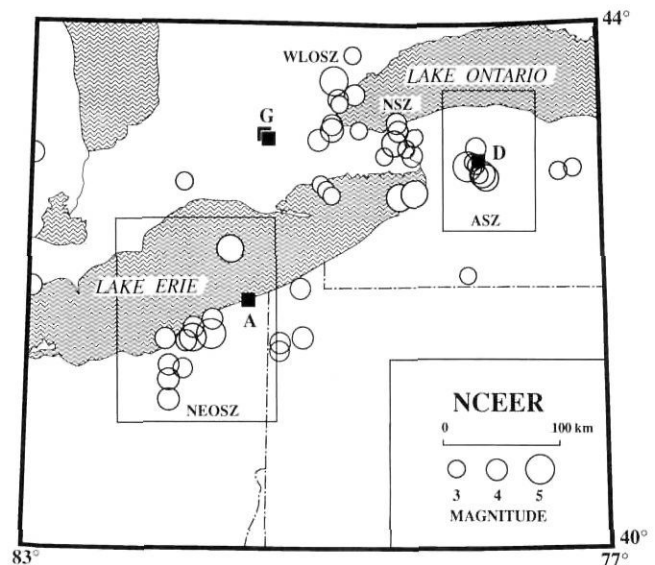 44°
WLOSZ
LAKE ONTARIO
NSZ
G
D
ASZ
LAKE ERIE
A
NEOSZ
NCEER
0 100 km
3 4 5
MAGNITUDE
40°
83° 77°